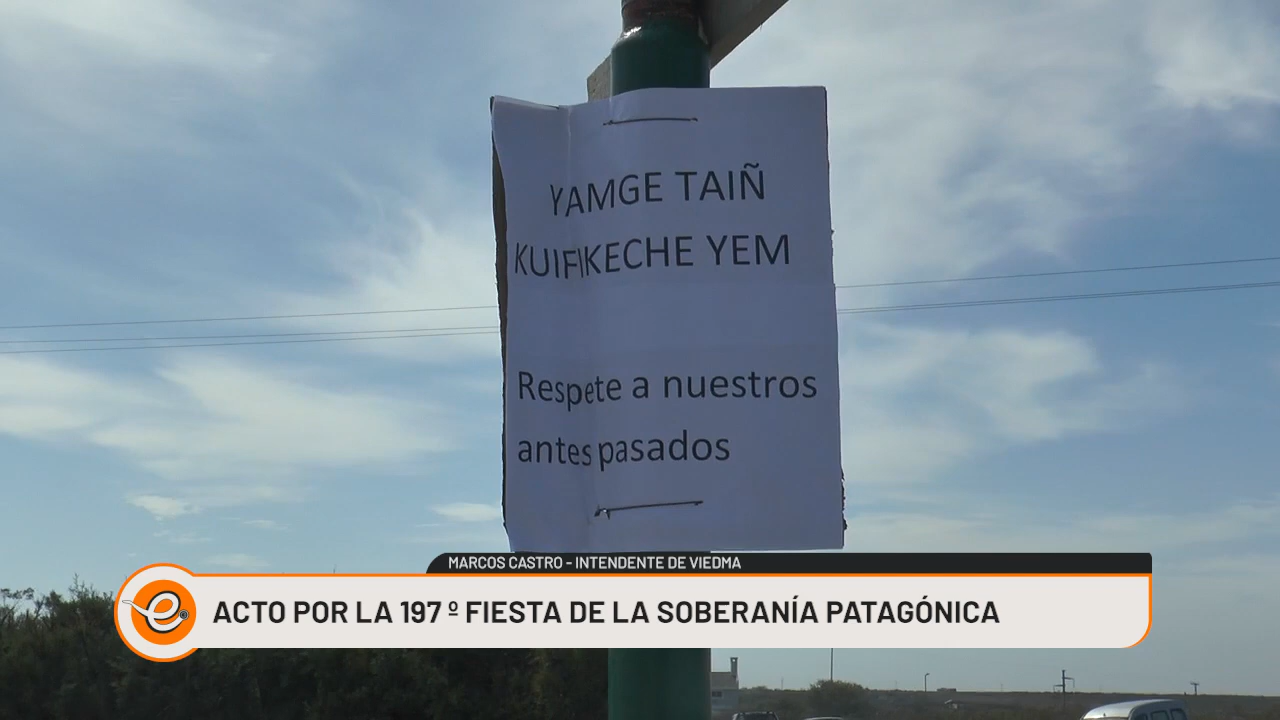 YAMGE TAIÑ
KUIFIKECHE YEM
Respete a nuestros
antes pasados
MARCOS CASTRO - INTENDENTE DE VIEDMA
ACTO POR LA 197 º FIESTA DE LA SOBERANÍA PATAGÓNICA